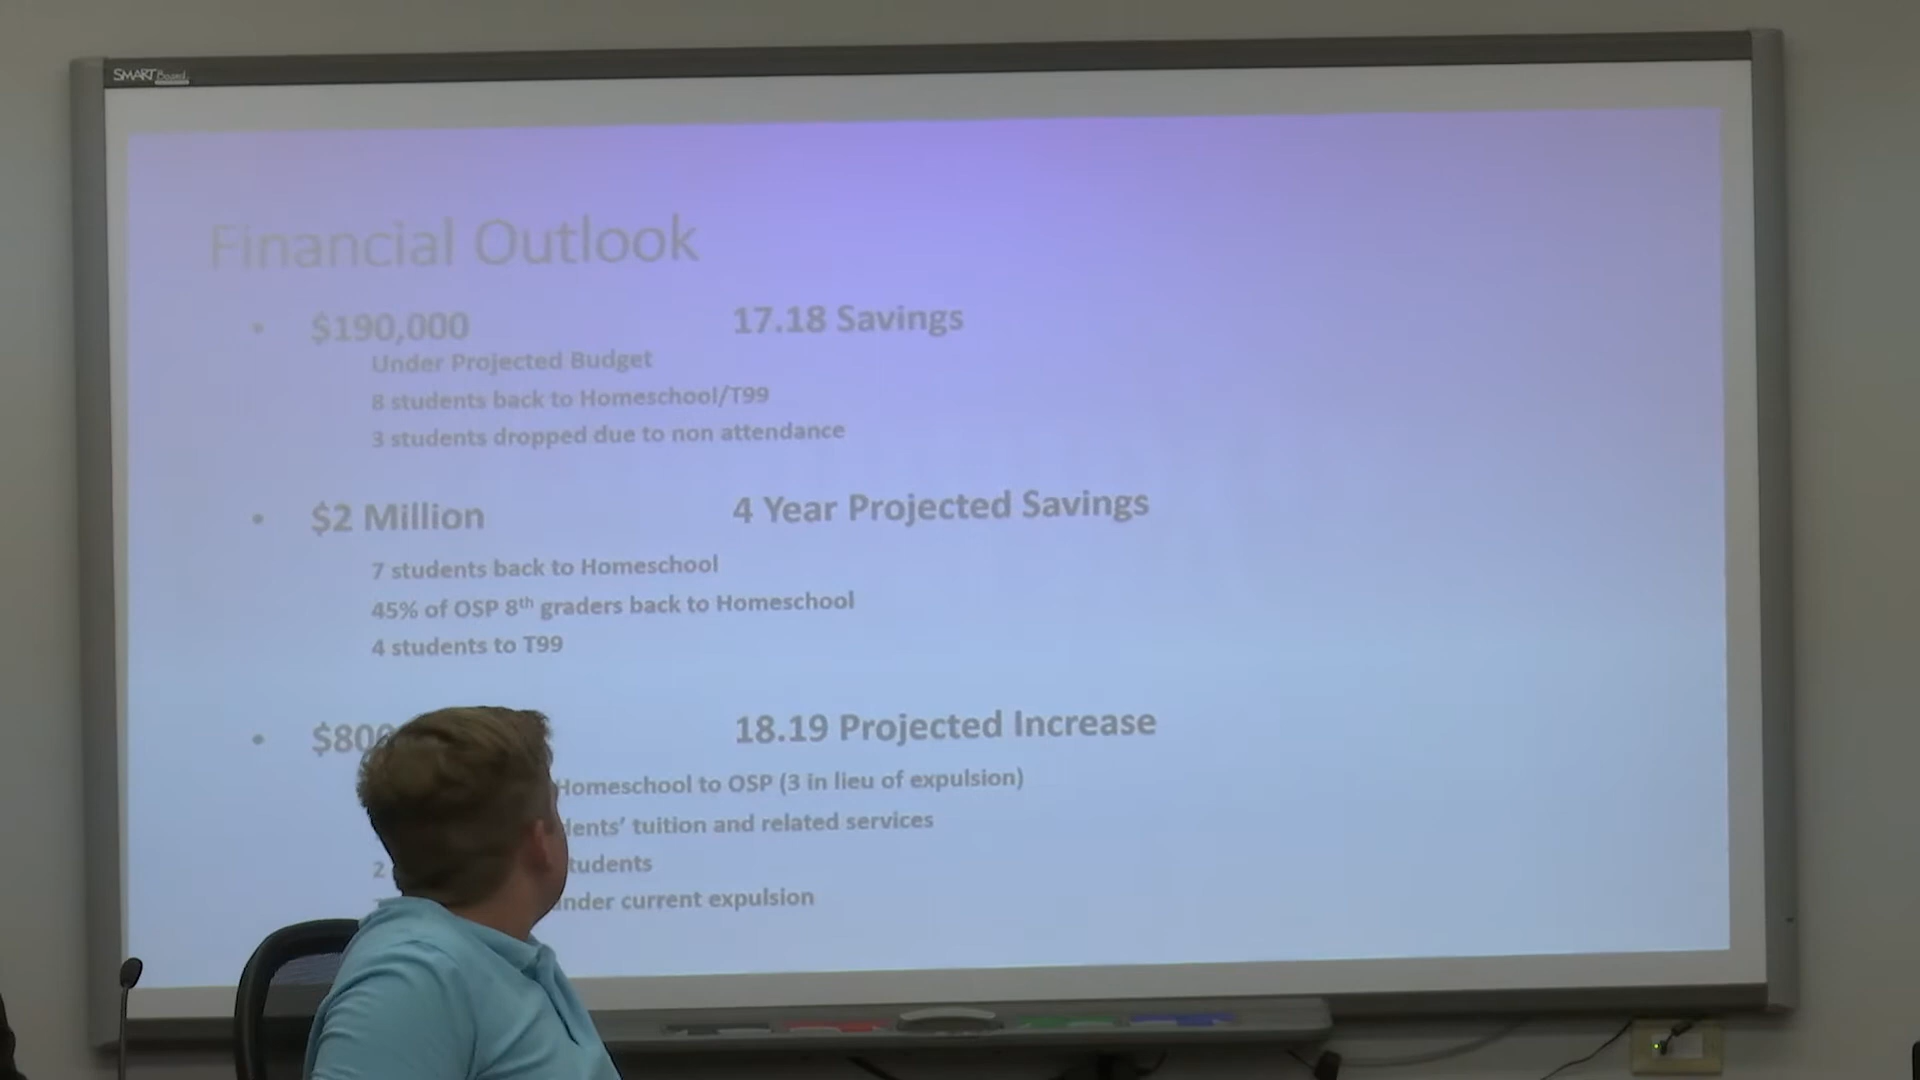 SMART Board
Financial Outlook
• $190,000 17.18 Savings
Under Projected Budget
8 students back to Homeschool/T99
3 students dropped due to non attendance
• $2 Million 4 Year Projected Savings
7 students back to Homeschool
45% of OSP 8th graders back to Homeschool
4 students to T99
• $800 18.19 Projected Increase
Homeschool to OSP (3 in lieu of expulsion)
tuition and related services
2
current expulsion